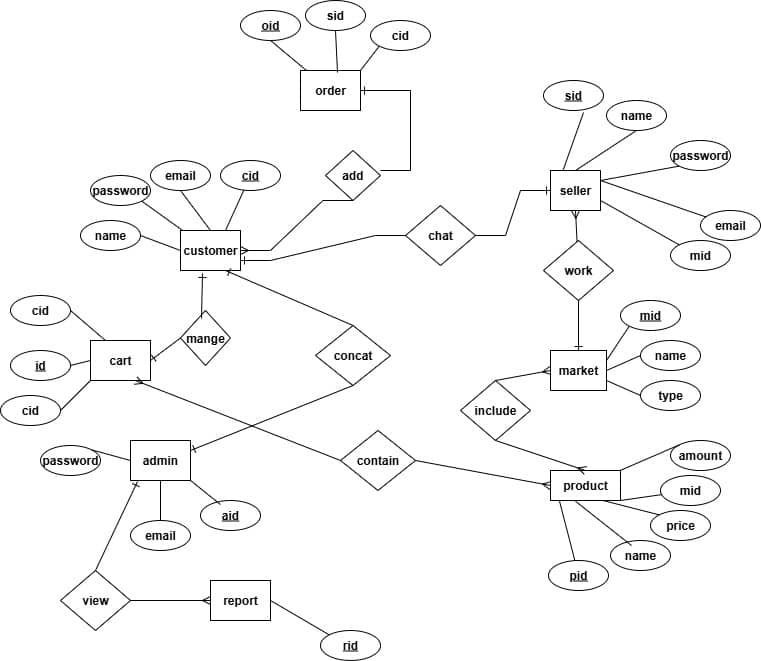 sid
oid
cid
order
sid
name
password
email
mid
seller
add
password
email
cid
name
customer
chat
work
cid
mange
cart
id
cid
concat
mid
name
type
market
include
password
admin
contain
email
aid
amount
mid
product
price
name
pid
view
report
rid